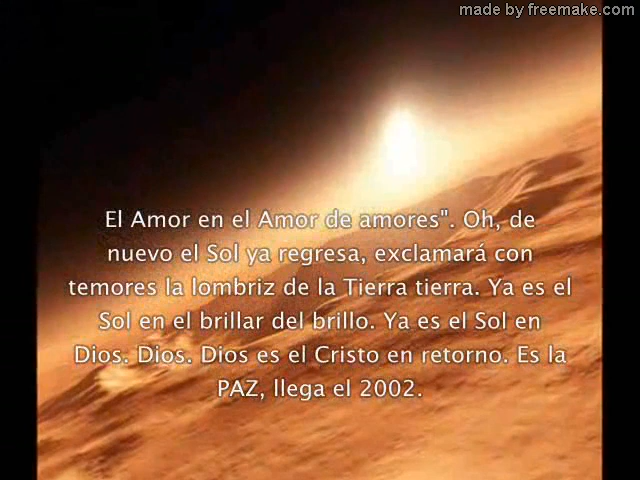 made by freemake.com
El Amor en el Amor de amores". Oh, de
nuevo el Sol ya regresa, exclamará con
temores la lombriz de la Tierra tierra. Ya es el
Sol en el brillar del brillo. Ya es el Sol en
Dios. Dios. Dios es el Cristo en retorno. Es la
PAZ, llega el 2002.